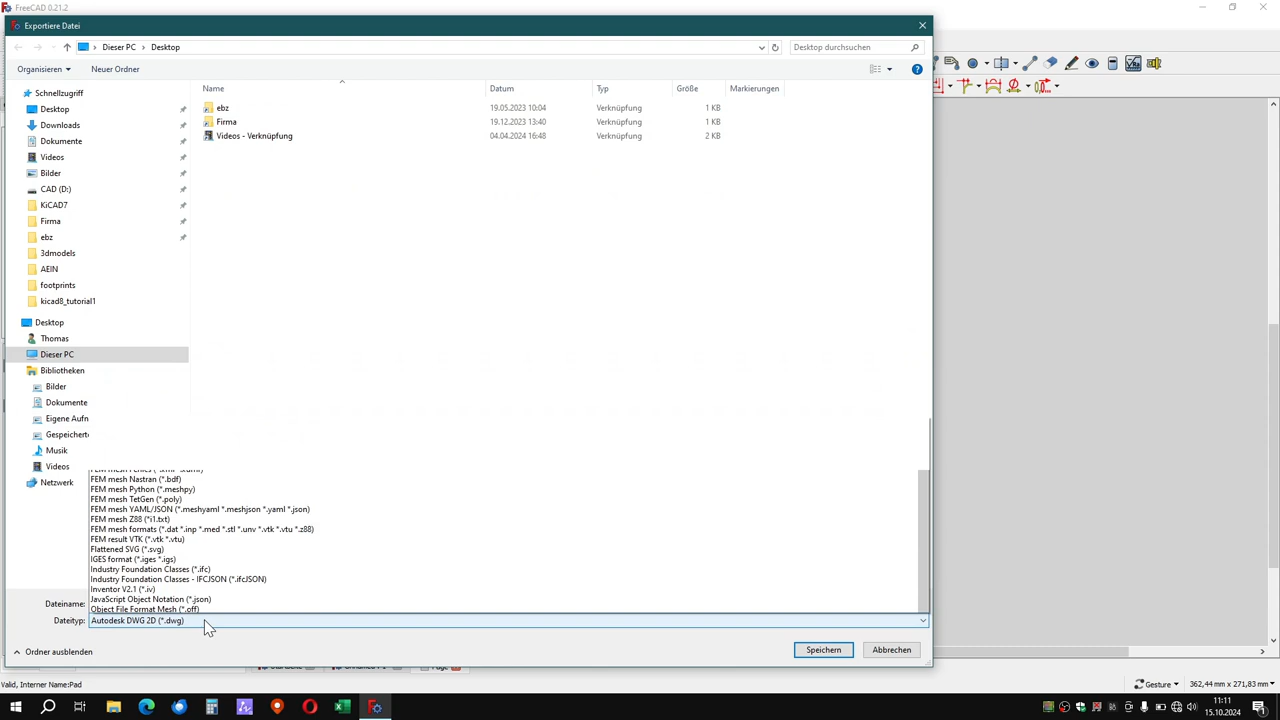 FreeCAD 0.21.2
Exportiere Datei
Dieser PC
Desktop
Desktop durchsuchen
Organisieren
Neuer Ordner
Name
Datum
Typ
Größe
Markierungen
ebz
19.05.2023 10:04
Verknüpfung
1 KB
Firma
19.12.2023 13:40
Verknüpfung
1 KB
Videos - Verknüpfung
04.04.2024 16:48
Verknüpfung
2 KB
Schnellzugriff
Desktop
Downloads
Dokumente
Videos
Bilder
CAD (D:)
KiCAD7
Firma
ebz
3dmodels
AEIN
footprints
kicad8_tutorial1
Desktop
Thomas
Dieser PC
Bibliotheken
Bilder
Dokumente
Eigene Aufn
Gespeicherte
Musik
Videos
Netzwerk
FEM mesh Nastran (*.bdf)
FEM mesh Python (*.meshpy)
FEM mesh TetGen (*.poly)
FEM mesh YAML/JSON (*.meshyaml *.meshjson *.yaml *.json)
FEM mesh Z88 (*i1.txt)
FEM mesh formats (*.dat *.inp *.med *.stl *.unv *.vtk *.vtu *.z88)
FEM result VTK (*.vtk *.vtu)
Flattened SVG (*.svg)
IGES format (*.iges *.igs)
Industry Foundation Classes (*.ifc)
Industry Foundation Classes - IFCJSON (*.ifcJSON)
Inventor V2.1 (*.iv)
JavaScript Object Notation (*.json)
Object File Format Mesh (*.off)
Dateiname:
Dateityp:
Autodesk DWG 2D (*.dwg)
Ordner ausblenden
Speichern
Abbrechen
Valid, Internal Name:Pad
Gesture
362,44 mm * 271,83 mm
11:11
15.10.2024